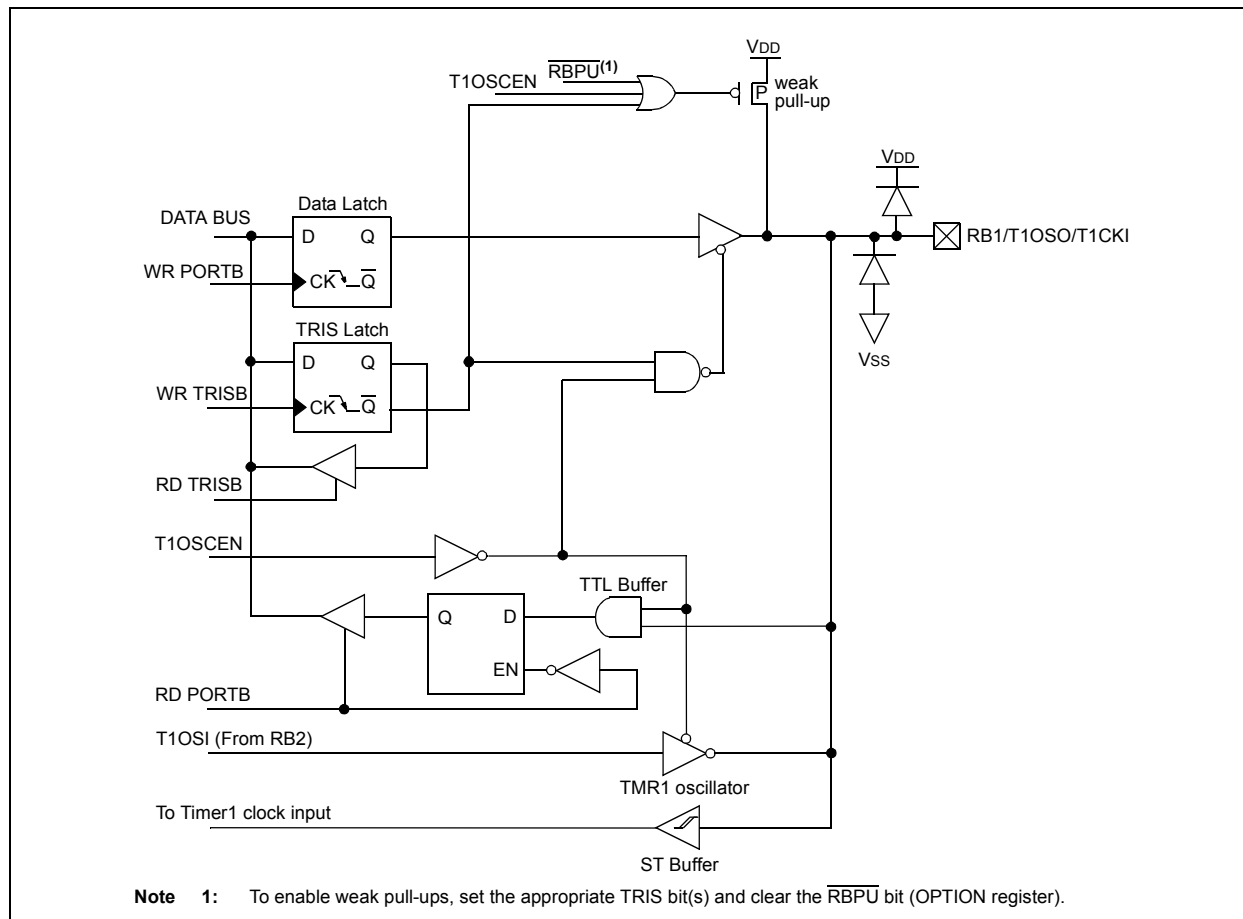 VDD
RBPU(1)
T1OSCEN
P
weak
pull-up
VDD
Data Latch
DATA BUS
D
Q
RB1/T1OSO/T1CKI
WR PORTB
CK
Q
TRIS Latch
VSS
D
Q
WR TRISB
CK
Q
RD TRISB
T1OSCEN
TTL Buffer
Q
D
EN
RD PORTB
T1OSI (From RB2)
TMR1 oscillator
To Timer1 clock input
ST Buffer
Note 1: To enable weak pull-ups, set the appropriate TRIS bit(s) and clear the RBPU bit (OPTION register).